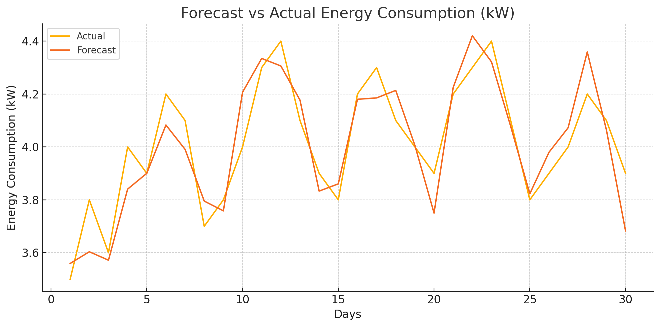 Forecast vs Actual Energy Consumption (kW)
Actual
Forecast
Energy Consumption (kW)
4.4
4.2
4.0
3.8
3.6
0 5 10 15 20 25 30
Days